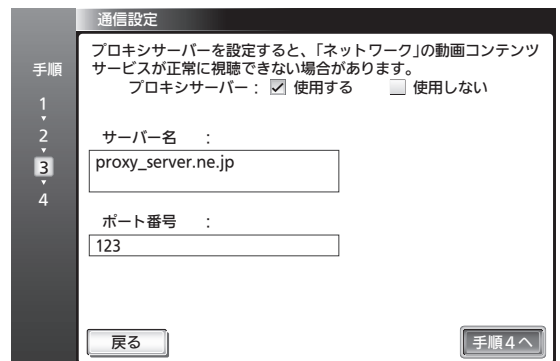 通信設定
手順
1
2
3
4
プロキシサーバーを設定すると、「ネットワーク」の動画コンテンツ
サービスが正常に視聴できない場合があります。
プロキシサーバー： 使用する 使用しない
サーバー名 ：
proxy_server.ne.jp
ポート番号 ：
123
戻る
手順４へ